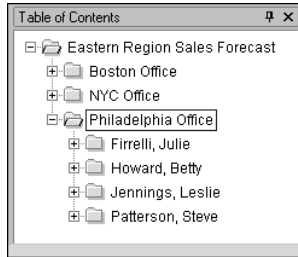 Table of Contents
Eastern Region Sales Forecast
Boston Office
NYC Office
Philadelphia Office
Firrelli, Julie
Howard, Betty
Jennings, Leslie
Patterson, Steve